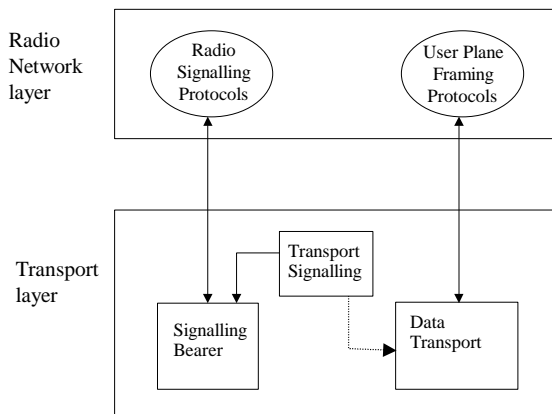 Radio
Network
layer
Radio
Signalling
Protocols
User Plane
Framing
Protocols
Transport
layer
Transport
Signalling
Signalling
Bearer
Data
Transport